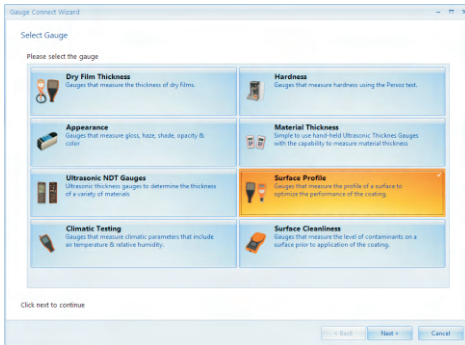 Gauge Connect Wizard
Select Gauge
Please select the gauge
Dry Film Thickness
Gauges that measure the thickness of dry films.
Hardness
Gauges that measure hardness using the Persoz test.
Appearance
Gauges that measure gloss, haze, shade, opacity &
color
Material Thickness
Simple to use hand-held Ultrasonic Thicknes Gauges
with the capability to measure material thickness
Ultrasonic NDT Gauges
Ultrasonic thickness gauges to determine the thickness
of a variety of materials
Surface Profile
Gauges that measure the profile of a surface to
optimize the performance of the coating.
Climatic Testing
Gauges that measure climatic parameters that include
air temperature & relative humidity.
Surface Cleanliness
Gauges that measure the level of contaminants on a
surface prior to application of the coating.
Click next to continue
< Back
Next >
Cancel